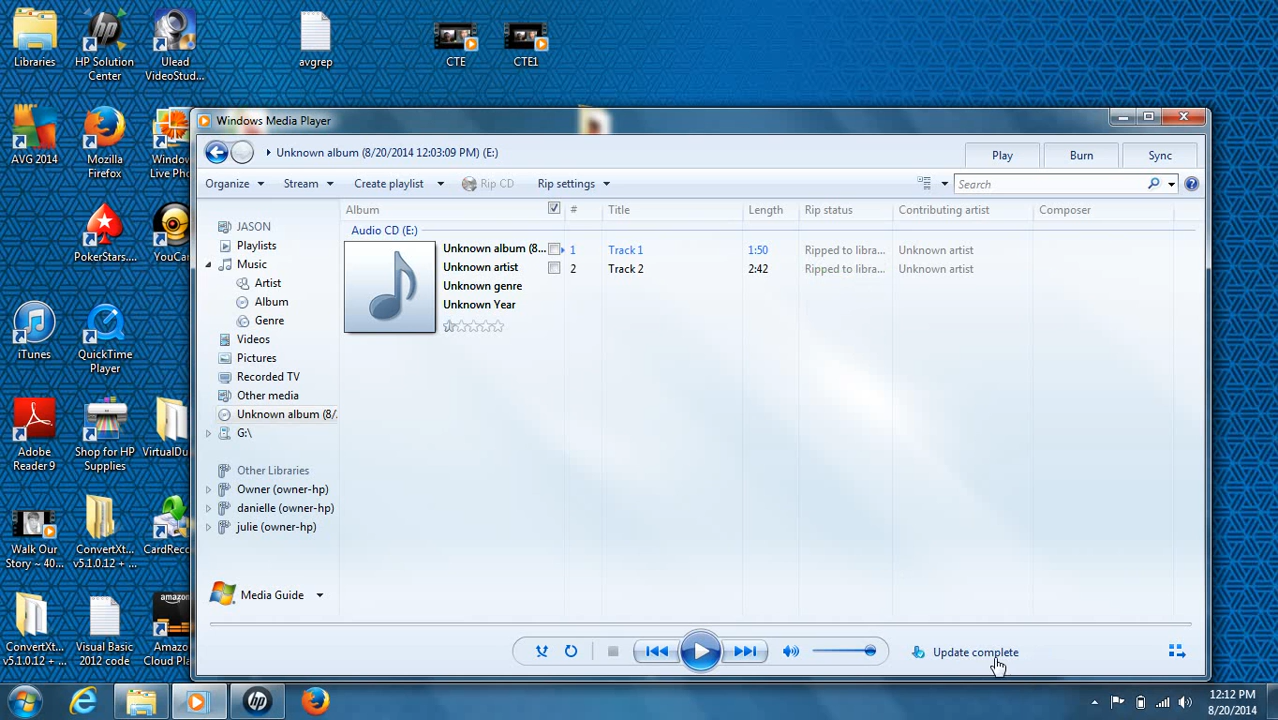 Libraries
HP Solution
Center
Ulead
VideoStud...
avgrep
CTE
CTE1
AVG 2014
Mozilla
Firefox
Window
Live Pho
PokerStars....
YouCa
iTunes
QuickTime
Player
Adobe
Reader 9
Shop for HP
Supplies
VirtualDu
Walk Our
Story ~ 40...
ConvertXt...
v5.1.0.12 + ...
CardReco
ConvertXt...
v5.1.0.12 + ...
Visual Basic
2012 code
amazo
Amazo
Cloud Pla
Windows Media Player
Unknown album (8/20/2014 12:03:09 PM) (E:)
Play
Burn
Sync
Organize
Stream
Create playlist
Rip CD
Rip settings
Search
JASON
Playlists
Music
Artist
Album
Genre
Videos
Pictures
Recorded TV
Other media
Unknown album (8/.
G:\
Other Libraries
Owner (owner-hp)
danielle (owner-hp)
julie (owner-hp)
Media Guide
Album # Title Length Rip status Contributing artist Composer
Audio CD (E:)
Unknown album (8...
Unknown artist
Unknown genre
Unknown Year
1 Track 1 1:50 Ripped to libra... Unknown artist
2 Track 2 2:42 Ripped to libra... Unknown artist
Update complete
hp
12:12 PM
8/20/2014